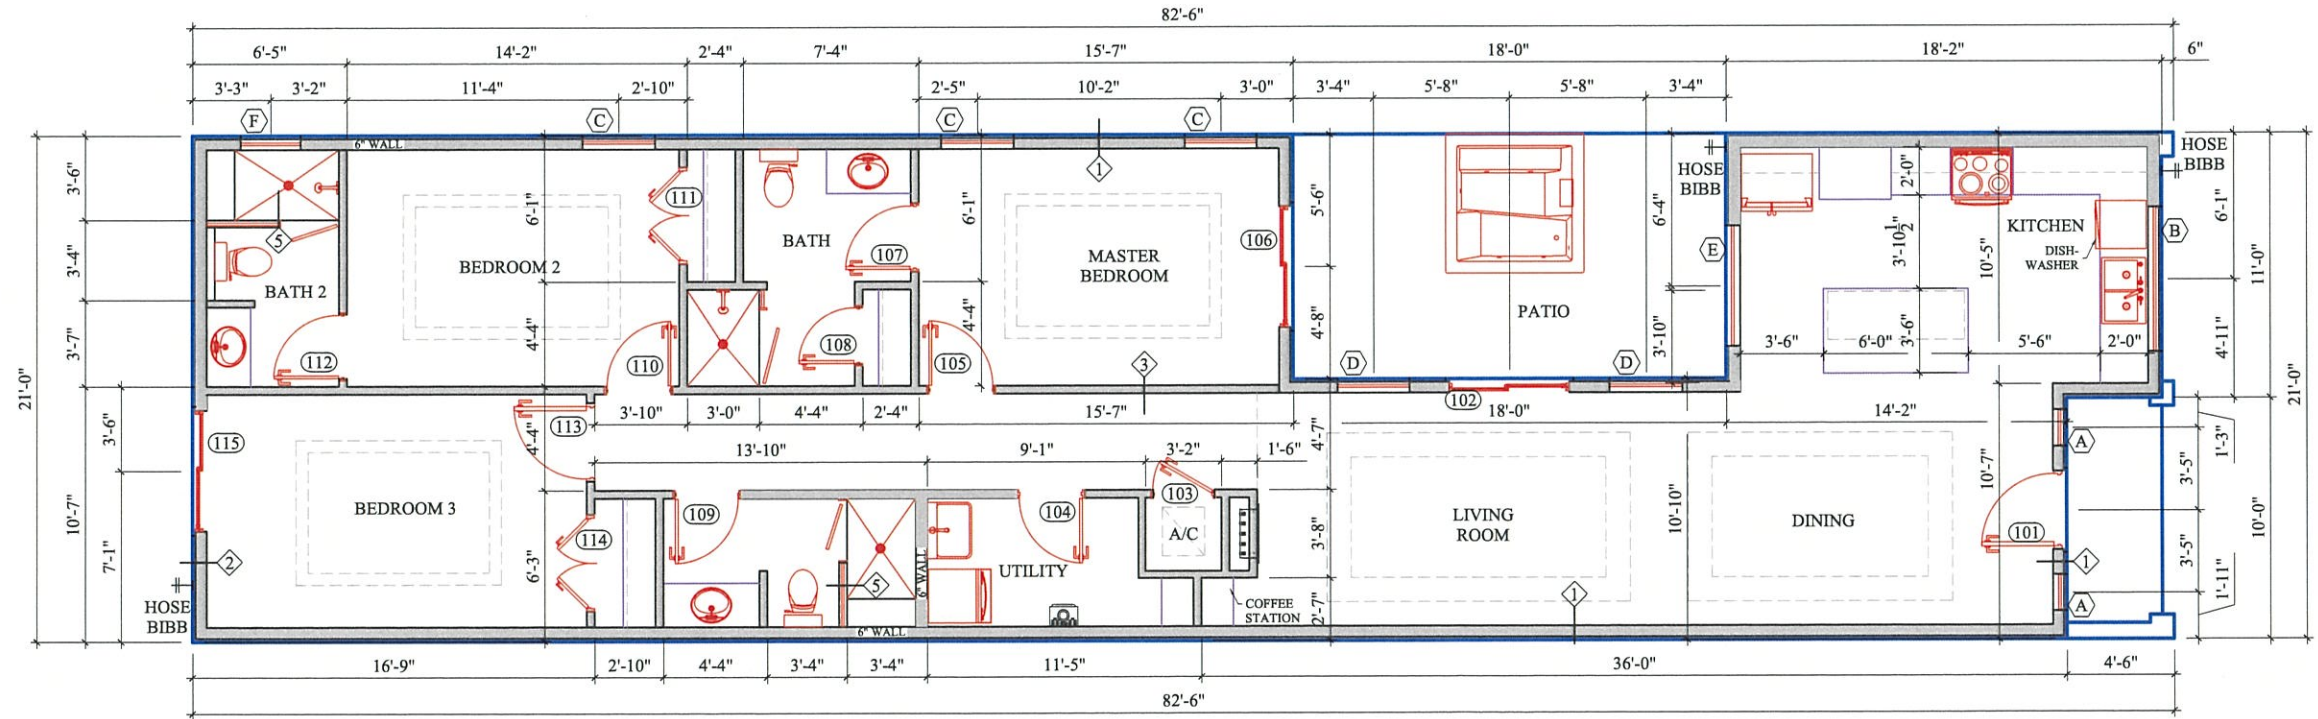 82'-6"
6'-5" 14'-2" 2'-4" 7'-4" 15'-7" 18'-0" 18'-2" 6"
3'-3" 3'-2" 11'-4" 2'-10" 2'-5" 10'-2" 3'-0" 3'-4" 5'-8" 5'-8" 3'-4"
F C C C
6" WALL
HOSE
BIBB
HOSE
BIBB
1
21'-0"
3'-6"
3'-4"
3'-7"
10'-7"
3'-6"
7'-1"
5
BATH 2
112
BEDROOM 2
6'-1"
4'-4"
111
110
BATH
107
108
6'-1"
4'-4"
105
MASTER
BEDROOM
106
3
5'-6"
4'-8"
PATIO
6'-4"
3'-10"
D
D
102
E
2'-0"
3'-10 1/2"
10'-5"
KITCHEN
DISH-
WASHER
B
3'-6" 6'-0" 3'-6" 5'-6" 2'-0"
6'-1"
4'-11"
11'-0"
21'-0"
3'-10" 3'-0" 4'-4" 2'-4" 15'-7" 18'-0" 14'-2"
115
113
4'-4"
13'-10" 9'-1" 3'-2" 1'-6"
4'-7"
BEDROOM 3
2
HOSE
BIBB
114
6'-3"
109
5
6" WALL
6" WALL
104
UTILITY
103
A/C
COFFEE
STATION
3'-8"
2'-7"
LIVING
ROOM
10'-10"
DINING
10'-7"
101
A
1
A
1
1'-3"
3'-5"
3'-5"
1'-11"
10'-0"
16'-9" 2'-10" 4'-4" 3'-4" 3'-4" 11'-5" 36'-0" 4'-6"
82'-6"